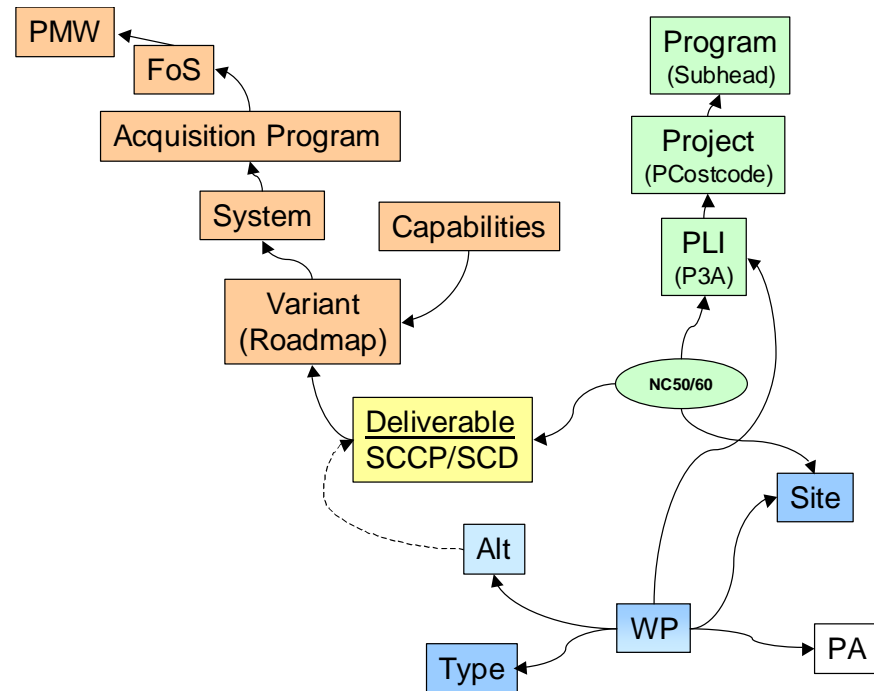 PMW
FoS
Acquisition Program
System
Capabilities
Variant
(Roadmap)
Program
(Subhead)
Project
(PCostcode)
PLI
(P3A)
NC50/60
Deliverable
SCCP/SCD
Site
Alt
WP
Type
PA